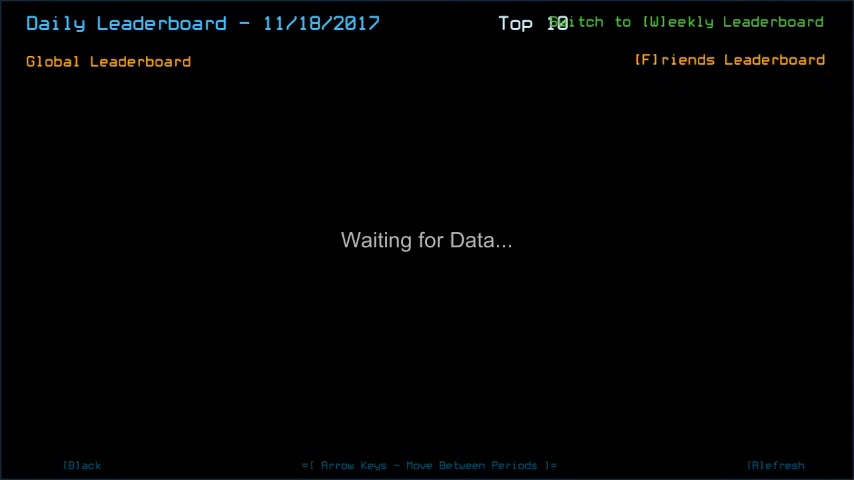 Daily Leaderboard - 11/18/2017
Top 10
Switch to [W]eekly Leaderboard
Global Leaderboard
[F]riends Leaderboard
Waiting for Data...
[B]ack
=[ Arrow Keys - Move Between Periods ]=
[R]efresh